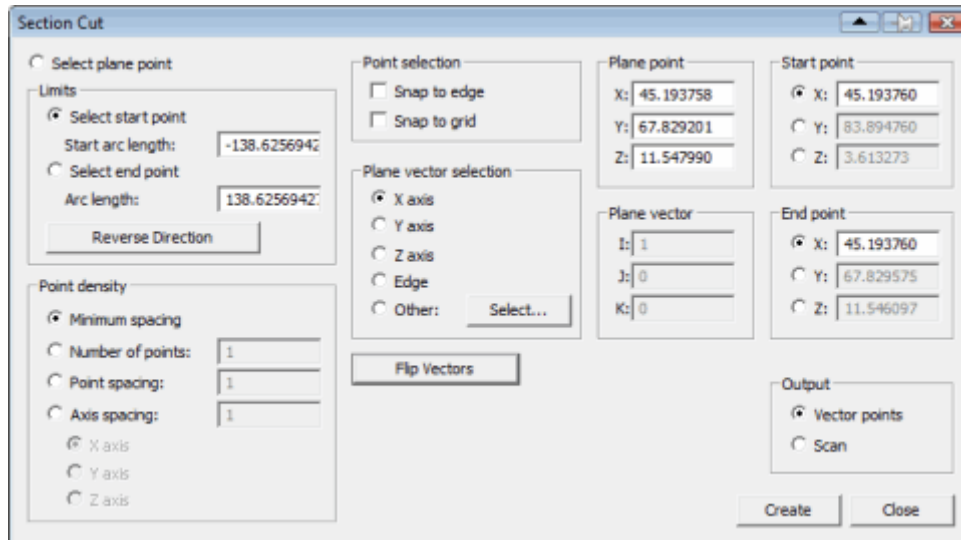 Section Cut
Select plane point
Limits
Select start point
Start arc length: -138.6256942
Select end point
Arc length: 138.62569427
Reverse Direction
Point density
Minimum spacing
Number of points: 1
Point spacing: 1
Axis spacing: 1
X axis
Y axis
Z axis
Point selection
Snap to edge
Snap to grid
Plane vector selection
X axis
Y axis
Z axis
Edge
Other: Select...
Flip Vectors
Plane point
X: 45.193758
Y: 67.829201
Z: 11.547990
Plane vector
I: 1
J: 0
K: 0
Start point
X: 45.193760
Y: 83.894760
Z: 3.613273
End point
X: 45.193760
Y: 67.829575
Z: 11.546097
Output
Vector points
Scan
Create Close